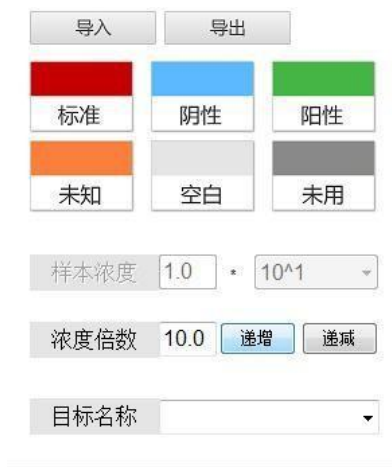 导入 导出
标准 阴性 阳性
未知 空白 未用
样本浓度 1.0 * 10^1
浓度倍数 10.0 递增 递减
目标名称